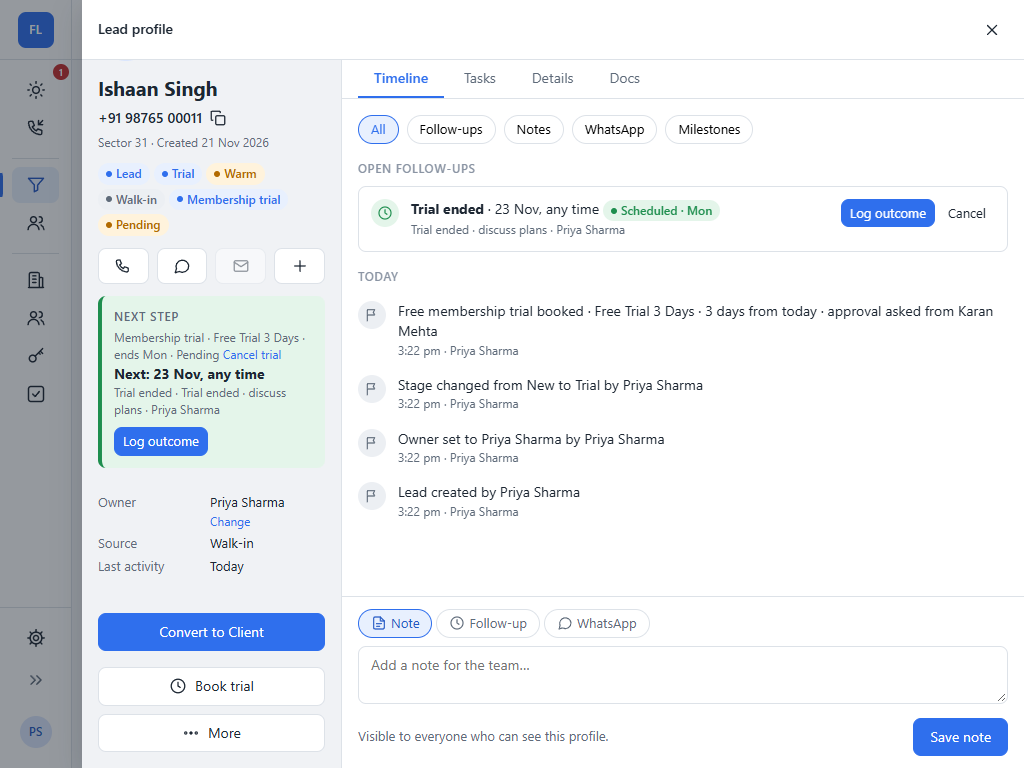 FL
Lead profile
1
Ishaan Singh
+91 98765 00011
Sector 31 · Created 21 Nov 2026
Lead
Trial
Warm
Walk-in
Membership trial
Pending
NEXT STEP
Membership trial · Free Trial 3 Days ·
ends Mon · Pending Cancel trial
Next: 23 Nov, any time
Trial ended · Trial ended · discuss
plans · Priya Sharma
Log outcome
Owner Priya Sharma
Change
Source Walk-in
Last activity Today
Convert to Client
Book trial
More
PS
Timeline Tasks Details Docs
All Follow-ups Notes WhatsApp Milestones
OPEN FOLLOW-UPS
Trial ended · 23 Nov, any time Scheduled · Mon
Trial ended · discuss plans · Priya Sharma
Log outcome Cancel
TODAY
Free membership trial booked · Free Trial 3 Days · 3 days from today · approval asked from Karan
Mehta
3:22 pm · Priya Sharma
Stage changed from New to Trial by Priya Sharma
3:22 pm · Priya Sharma
Owner set to Priya Sharma by Priya Sharma
3:22 pm · Priya Sharma
Lead created by Priya Sharma
3:22 pm · Priya Sharma
Note Follow-up WhatsApp
Add a note for the team...
Visible to everyone who can see this profile.
Save note